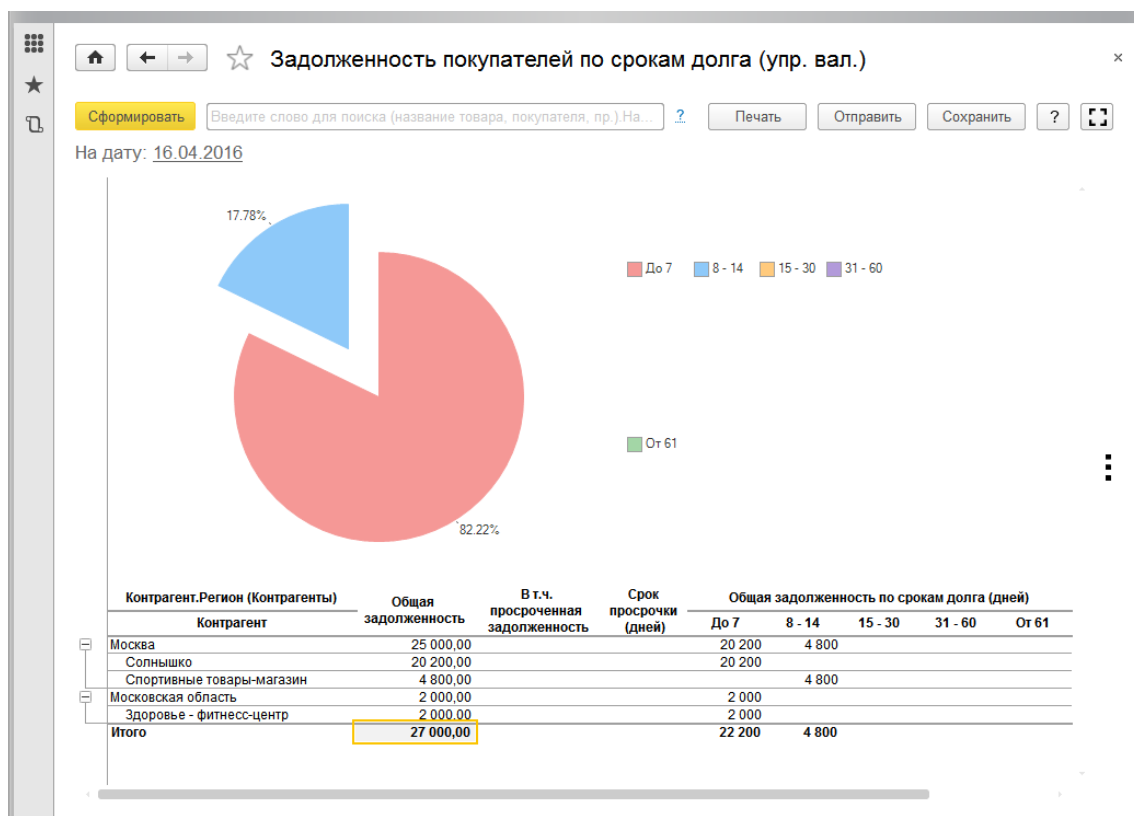 Задолженность покупателей по срокам долга (упр. вал.)
Сформировать Введите слово для поиска (название товара, покупателя, пр.).На... ? Печать Отправить Сохранить ?
На дату: 16.04.2016
17.78%
До 7 8 - 14 15 - 30 31 - 60
От 61
82.22%
Контрагент.Регион (Контрагенты) Общая задолженность В т.ч. просроченная задолженность Срок просрочки (дней) Общая задолженность по срокам долга (дней)
Контрагент До 7 8 - 14 15 - 30 31 - 60 От 61
Москва 25 000,00 20 200 4 800
Солнышко 20 200,00 20 200
Спортивные товары-магазин 4 800,00 4 800
Московская область 2 000,00 2 000
Здоровье - фитнесс-центр 2 000,00 2 000
Итого 27 000,00 22 200 4 800